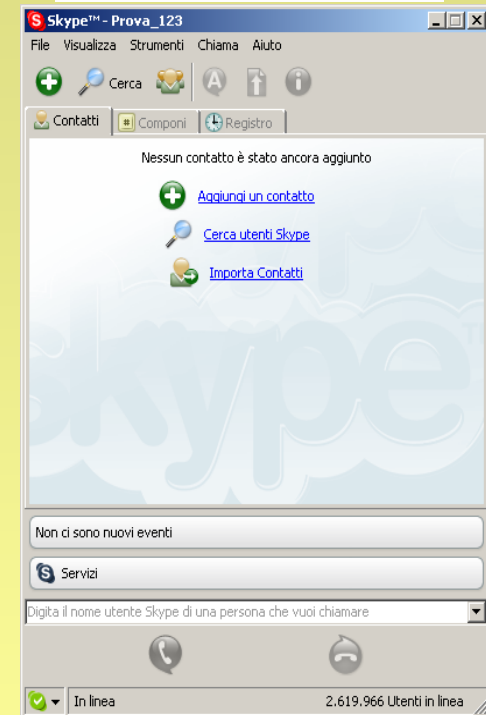 Skype™ - Prova_123
File Visualizza Strumenti Chiama Aiuto
Cerca
Contatti Componi Registro
Nessun contatto è stato ancora aggiunto
Aggiungi un contatto
Cerca utenti Skype
Importa Contatti
skype™
Non ci sono nuovi eventi
Servizi
Digita il nome utente Skype di una persona che vuoi chiamare
In linea 2.619.966 Utenti in linea